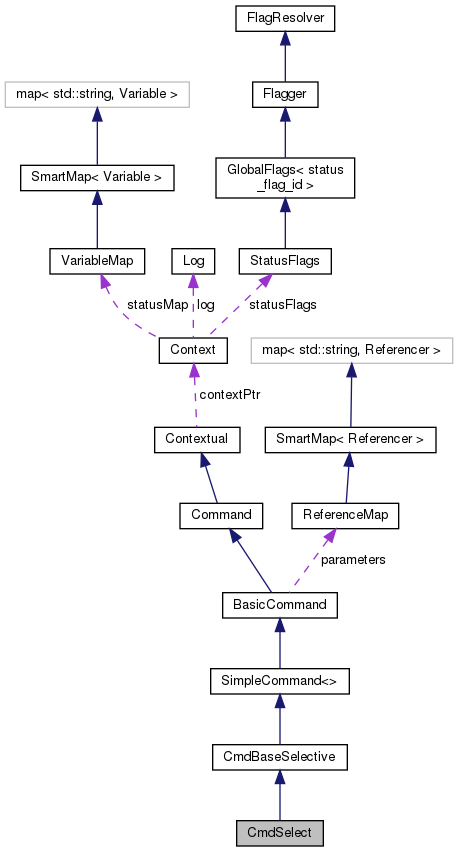 FlagResolver
map< std::string, Variable >
Flagger
SmartMap< Variable >
GlobalFlags< status
_flag_id >
VariableMap
Log
StatusFlags
statusMap
log
statusFlags
Context
map< std::string, Referencer >
contextPtr
Contextual
SmartMap< Referencer >
Command
ReferenceMap
parameters
BasicCommand
SimpleCommand<>
CmdBaseSelective
CmdSelect